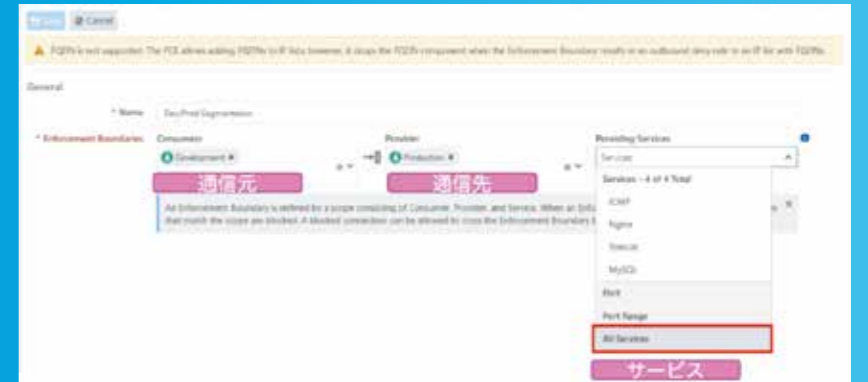 Save Cancel
FQDN is not supported. The PCE allows adding FQDNs to IP lists however, it drops the FQDN component when the Enforcement Boundary results in an outbound deny rule to an IP list with FQDNs.
General
* Name Dev/Prod Segmentation
* Enforcement Boundaries Consumer Provider Providing Services
Development × Production × Services
通信元 通信先 Services - 4 of 4 Total
An Enforcement Boundary is defined by a scope consisting of Consumer, Provider, and Service. When an ICMP
that match the scope are blocked. A blocked connection can be allowed to cross the Enforcement Boundary Nginx
Tomcat
MySQL
Port
Port Range
All Services
サービス